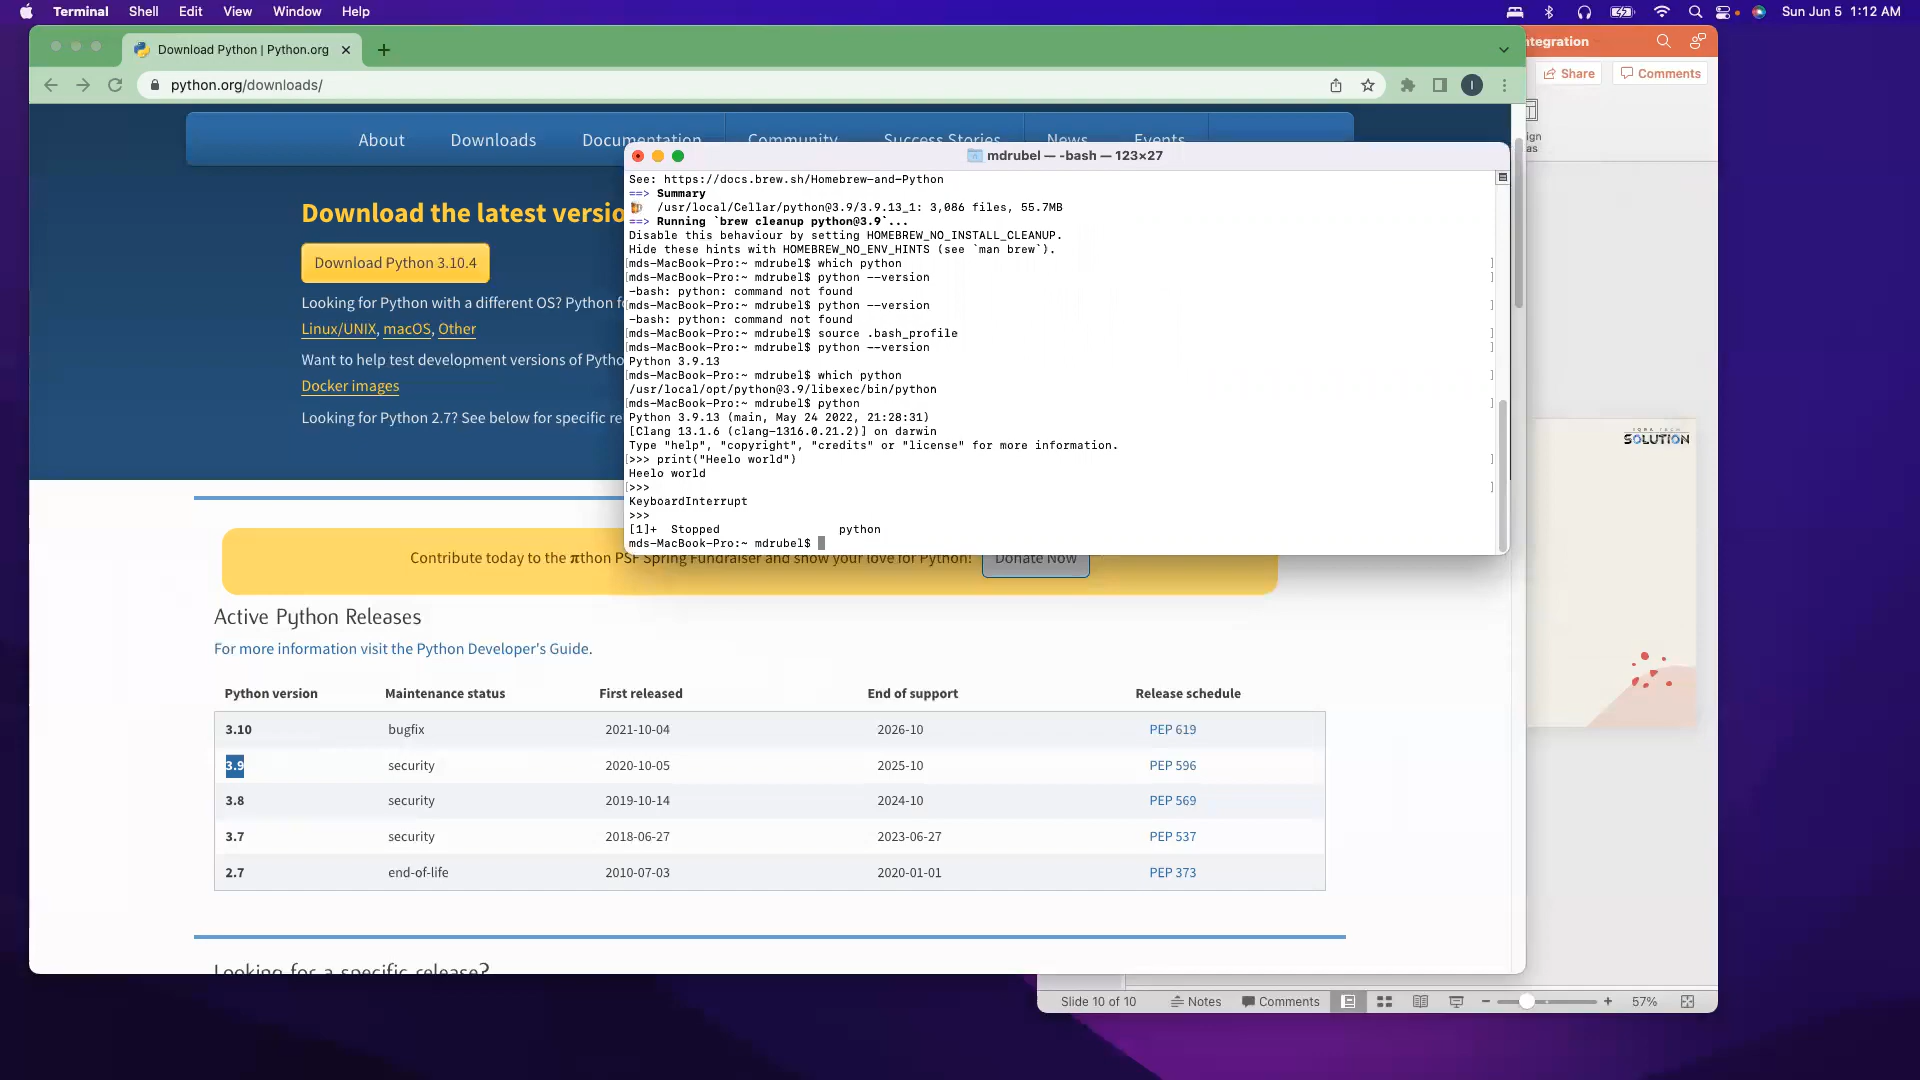 Terminal Shell Edit View Window Help
Sun Jun 5 1:12 AM
Download Python | Python.org
ntegration
python.org/downloads/
Share
Comments
About Downloads Documentation Community Success Stories News Events
ign
as
mdrubel — -bash — 123×27
Download the latest versio
Download Python 3.10.4
Looking for Python with a different OS? Python fo
Linux/UNIX, macOS, Other
Want to help test development versions of Pytho
Docker images
Looking for Python 2.7? See below for specific re
See: https://docs.brew.sh/Homebrew-and-Python
==> Summary
/usr/local/Cellar/python@3.9/3.9.13_1: 3,086 files, 55.7MB
==> Running `brew cleanup python@3.9`...
Disable this behaviour by setting HOMEBREW_NO_INSTALL_CLEANUP.
Hide these hints with HOMEBREW_NO_ENV_HINTS (see `man brew`).
[mds-MacBook-Pro:~ mdrubel$ which python ]
[mds-MacBook-Pro:~ mdrubel$ python --version ]
-bash: python: command not found
[mds-MacBook-Pro:~ mdrubel$ python --version ]
-bash: python: command not found
[mds-MacBook-Pro:~ mdrubel$ source .bash_profile ]
[mds-MacBook-Pro:~ mdrubel$ python --version ]
Python 3.9.13
[mds-MacBook-Pro:~ mdrubel$ which python ]
/usr/local/opt/python@3.9/libexec/bin/python
[mds-MacBook-Pro:~ mdrubel$ python ]
Python 3.9.13 (main, May 24 2022, 21:28:31)
[Clang 13.1.6 (clang-1316.0.21.2)] on darwin
Type "help", "copyright", "credits" or "license" for more information.
[>>> print("Heelo world") ]
Heelo world
[>>> ]
KeyboardInterrupt
>>>
[1]+ Stopped python
mds-MacBook-Pro:~ mdrubel$
Contribute today to the πthon PSF Spring Fundraiser and show your love for Python!
Donate Now
Active Python Releases
For more information visit the Python Developer's Guide.
Python version Maintenance status First released End of support Release schedule
3.10 bugfix 2021-10-04 2026-10 PEP 619
3.9 security 2020-10-05 2025-10 PEP 596
3.8 security 2019-10-14 2024-10 PEP 569
3.7 security 2018-06-27 2023-06-27 PEP 537
2.7 end-of-life 2010-07-03 2020-01-01 PEP 373
Looking for a specific release?
SOLUTION
Slide 10 of 10 Notes Comments 57%